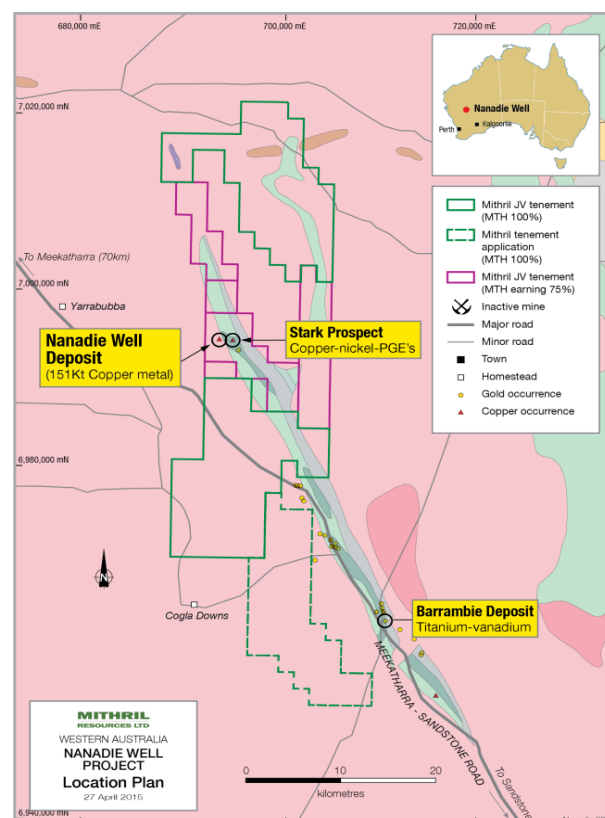 680,000 mE
700,000 mE
720,000 mE
7,020,000 mN
Nanadie Well
Perth
Kalgoorlie
Mithril JV tenement
(MTH 100%)
Mithril tenement
application
(MTH 100%)
Mithril JV tenement
(MTH earning 75%)
Inactive mine
Major road
Minor road
Town
Homestead
Gold occurrence
Copper occurrence
To Meekatharra (70km)
7,000,000 mN
Yarrabubba
Nanadie Well
Deposit
(151Kt Copper metal)
Stark Prospect
Copper-nickel-PGE's
6,980,000 mN
N
Cogla Downs
Barrambie Deposit
Titanium-vanadium
MEEKATHARRA - SANDSTONE ROAD
To Sandstone
MITHRIL
RESOURCES LTD
WESTERN AUSTRALIA
NANADIE WELL
PROJECT
Location Plan
27 April 2015
0 10 20
kilometres
6,940,000 mN